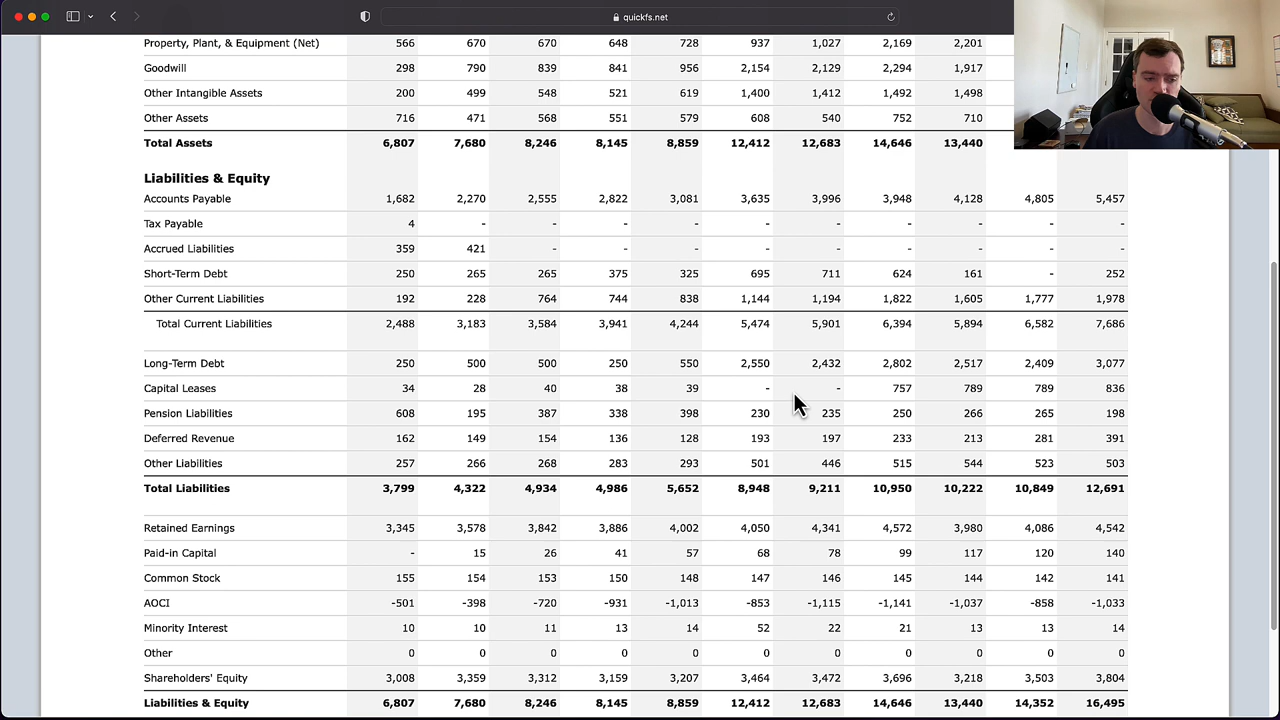 quickfs.net
Property, Plant, & Equipment (Net) 566 670 670 648 728 937 1,027 2,169 2,201
Goodwill 298 790 839 841 956 2,154 2,129 2,294 1,917
Other Intangible Assets 200 499 548 521 619 1,400 1,412 1,492 1,498
Other Assets 716 471 568 551 579 608 540 752 710
Total Assets 6,807 7,680 8,246 8,145 8,859 12,412 12,683 14,646 13,440
Liabilities & Equity
Accounts Payable 1,682 2,270 2,555 2,822 3,081 3,635 3,996 3,948 4,128 4,805 5,457
Tax Payable 4 - - - - - - - - - -
Accrued Liabilities 359 421 - - - - - - - - -
Short-Term Debt 250 265 265 375 325 695 711 624 161 - 252
Other Current Liabilities 192 228 764 744 838 1,144 1,194 1,822 1,605 1,777 1,978
Total Current Liabilities 2,488 3,183 3,584 3,941 4,244 5,474 5,901 6,394 5,894 6,582 7,686
Long-Term Debt 250 500 500 250 550 2,550 2,432 2,802 2,517 2,409 3,077
Capital Leases 34 28 40 38 39 - - 757 789 789 836
Pension Liabilities 608 195 387 338 398 230 235 250 266 265 198
Deferred Revenue 162 149 154 136 128 193 197 233 213 281 391
Other Liabilities 257 266 268 283 293 501 446 515 544 523 503
Total Liabilities 3,799 4,322 4,934 4,986 5,652 8,948 9,211 10,950 10,222 10,849 12,691
Retained Earnings 3,345 3,578 3,842 3,886 4,002 4,050 4,341 4,572 3,980 4,086 4,542
Paid-in Capital - 15 26 41 57 68 78 99 117 120 140
Common Stock 155 154 153 150 148 147 146 145 144 142 141
AOCI -501 -398 -720 -931 -1,013 -853 -1,115 -1,141 -1,037 -858 -1,033
Minority Interest 10 10 11 13 14 52 22 21 13 13 14
Other 0 0 0 0 0 0 0 0 0 0 0
Shareholders' Equity 3,008 3,359 3,312 3,159 3,207 3,464 3,472 3,696 3,218 3,503 3,804
Liabilities & Equity 6,807 7,680 8,246 8,145 8,859 12,412 12,683 14,646 13,440 14,352 16,495